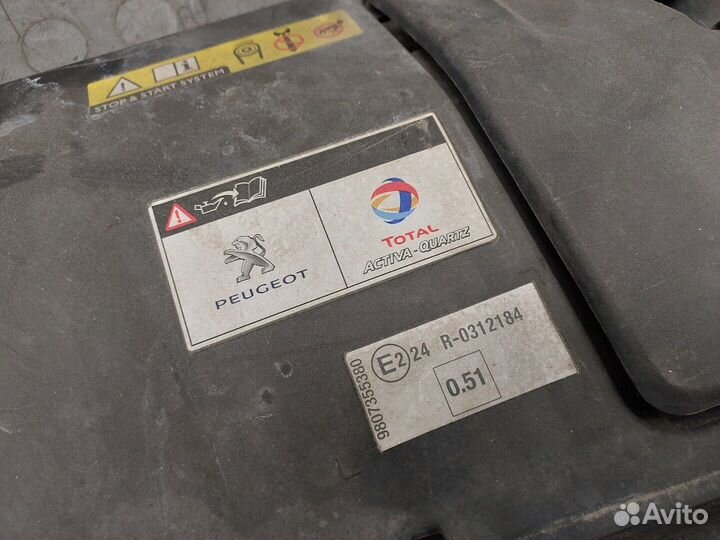 STOP & START SYSTEM
PEUGEOT
TOTAL
ACTIVA-QUARTZ
E2 24 R-0312184
0.51
9807355380
Avito